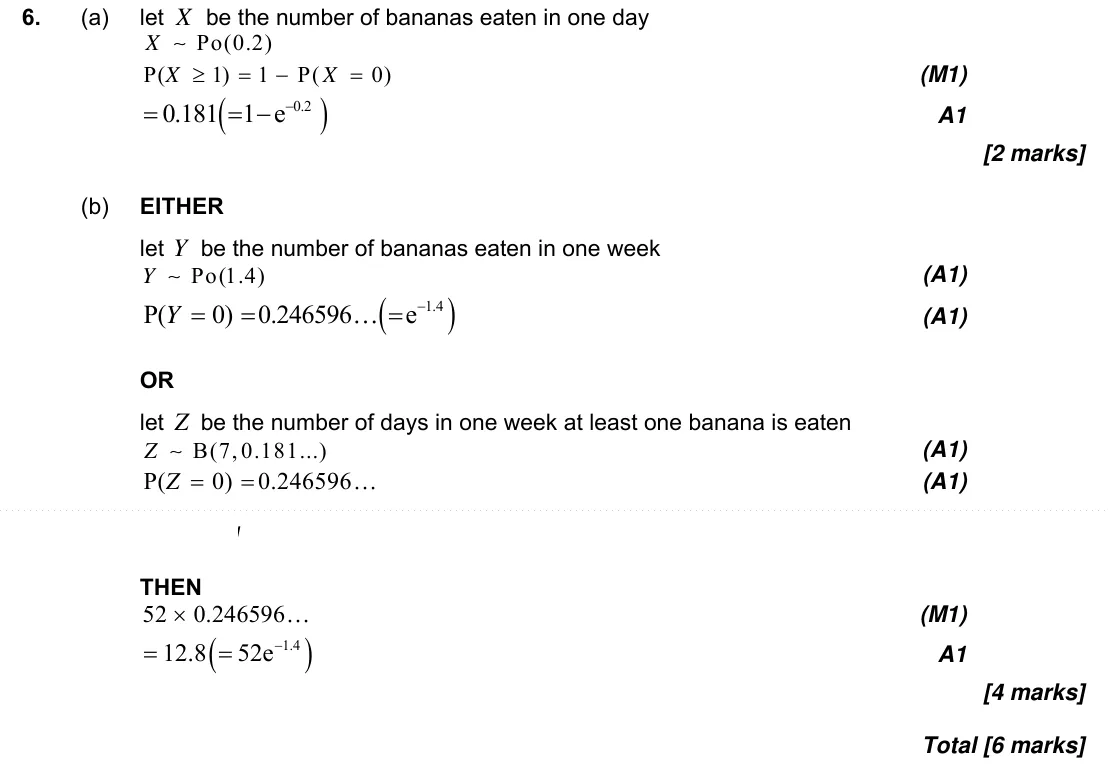 6. (a) let X be the number of bananas eaten in one day
X ~ Po(0.2)
P(X ≥ 1) = 1 − P(X = 0) (M1)
= 0.181(=1−e^−0.2) A1
[2 marks]
(b) EITHER
let Y be the number of bananas eaten in one week
Y ~ Po(1.4) (A1)
P(Y = 0) = 0.246596…(=e^−1.4) (A1)
OR
let Z be the number of days in one week at least one banana is eaten
Z ~ B(7,0.181...) (A1)
P(Z = 0) = 0.246596… (A1)
THEN
52 × 0.246596… (M1)
= 12.8(= 52e^−1.4) A1
[4 marks]
Total [6 marks]